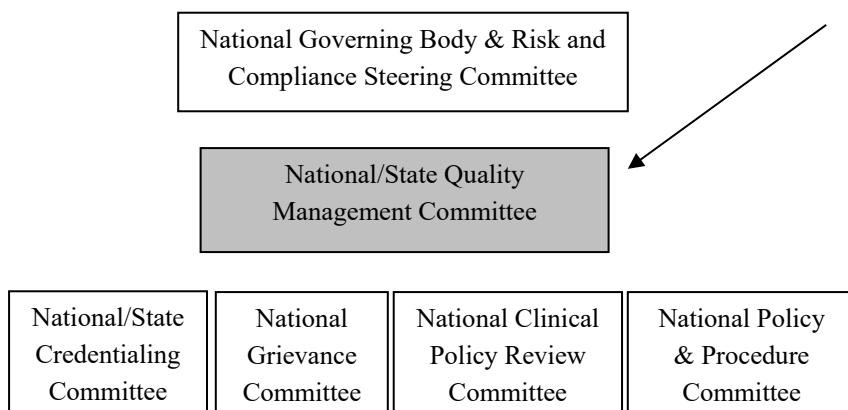 National Governing Body & Risk and
Compliance Steering Committee
National/State Quality
Management Committee
National/State
Credentialing
Committee
National
Grievance
Committee
National Clinical
Policy Review
Committee
National Policy
& Procedure
Committee